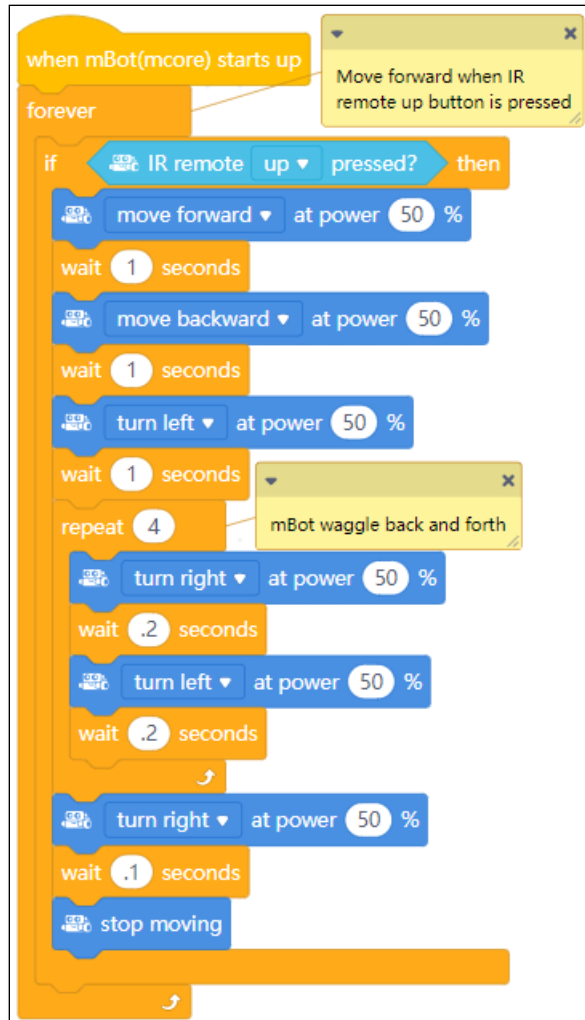 when mBot(mcore) starts up
Move forward when IR
remote up button is pressed
forever
if IR remote up pressed? then
move forward at power 50 %
wait 1 seconds
move backward at power 50 %
wait 1 seconds
turn left at power 50 %
wait 1 seconds
repeat 4
mBot waggle back and forth
turn right at power 50 %
wait .2 seconds
turn left at power 50 %
wait .2 seconds
turn right at power 50 %
wait .1 seconds
stop moving